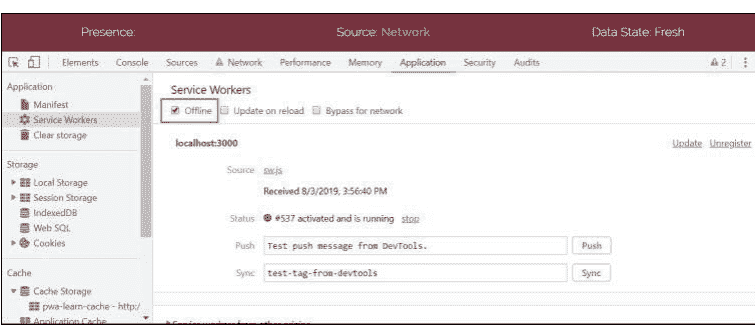 Presence: Source: Network Data State: Fresh
Elements Console Sources Network Performance Memory Application Security Audits 2
Application
Manifest
Service Workers
Clear storage
Storage
Local Storage
Session Storage
IndexedDB
Web SQL
Cookies
Cache
Cache Storage
pwa-learn-cache - http:/
Application Cache
Service Workers
Offline Update on reload Bypass for network
localhost:3000 Update Unregister
Source sw.js
Received 8/3/2019, 3:56:40 PM
Status #537 activated and is running stop
Push Test push message from DevTools. Push
Sync test-tag-from-devtools Sync